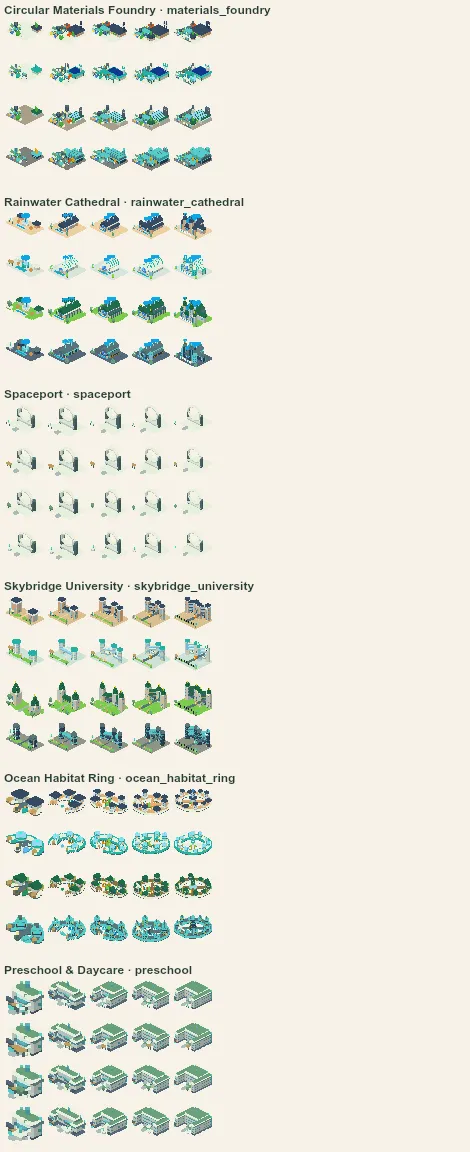 Circular Materials Foundry · materials_foundry
Rainwater Cathedral · rainwater_cathedral
Spaceport · spaceport
Skybridge University · skybridge_university
Ocean Habitat Ring · ocean_habitat_ring
Preschool & Daycare · preschool